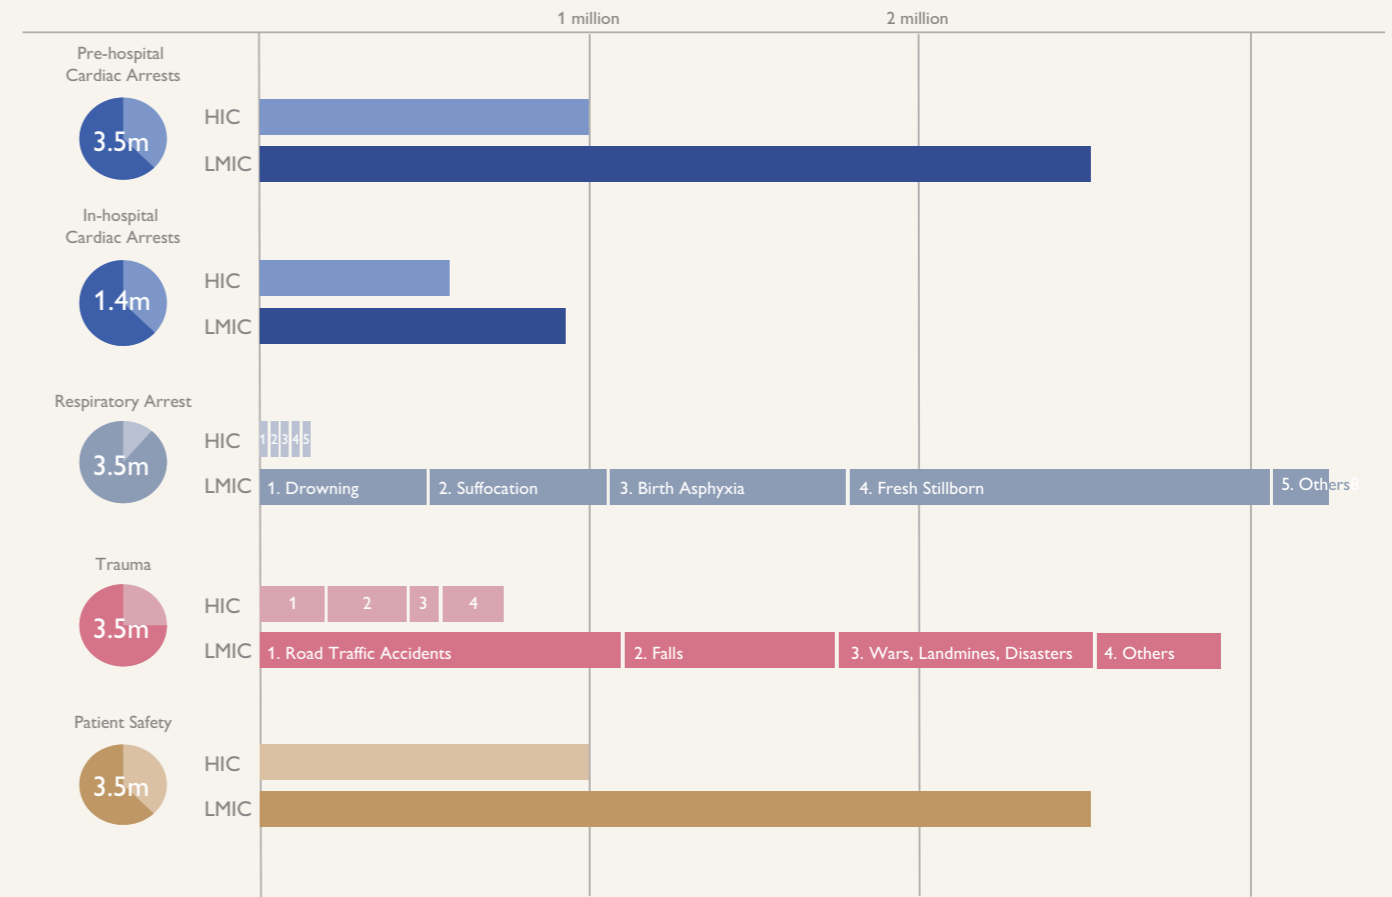 1 million
2 million
Pre-hospital
Cardiac Arrests
3.5m
HIC
LMIC
In-hospital
Cardiac Arrests
1.4m
HIC
LMIC
Respiratory Arrest
3.5m
HIC
1 2 3 4 5
LMIC
1. Drowning
2. Suffocation
3. Birth Asphyxia
4. Fresh Stillborn
5. Others
Trauma
3.5m
HIC
1
2
3
4
LMIC
1. Road Traffic Accidents
2. Falls
3. Wars, Landmines, Disasters
4. Others
Patient Safety
3.5m
HIC
LMIC